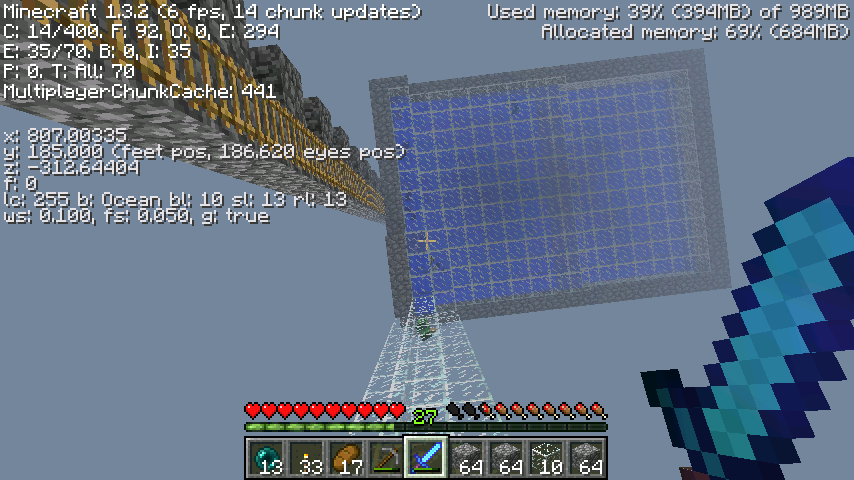 Minecraft 1.3.2 (6 fps, 14 chunk updates)
C: 14/400, F: 92, O: 0, E: 294
E: 35/70, B: 0, I: 35
P: 0, T: All: 70
MultiplayerChunkCache: 441
Used memory: 39% (394MB) of 989MB
Allocated memory: 69% (684MB)
x: 807.00335
y: 185.000 (feet pos, 186.620 eyes pos)
z: -312.64404
f: 0
lc: 255 b: Ocean bl: 10 sl: 13 rl: 13
ws: 0.100, fs: 0.050, g: true
27
13 33 17 64 64 10 64